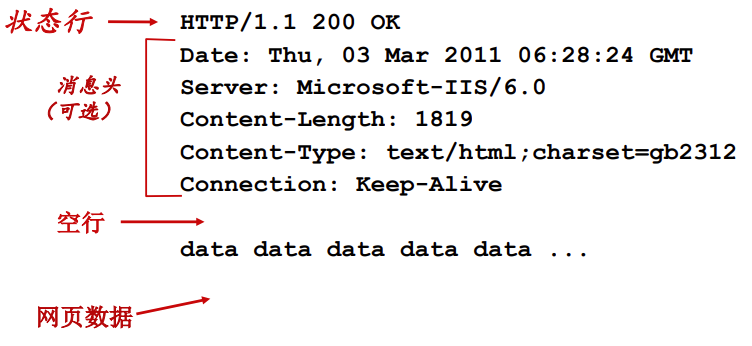 状态行 HTTP/1.1 200 OK
Date: Thu, 03 Mar 2011 06:28:24 GMT
消息头 Server: Microsoft-IIS/6.0
（可选） Content-Length: 1819
Content-Type: text/html;charset=gb2312
Connection: Keep-Alive
空行
data data data data data ...
网页数据